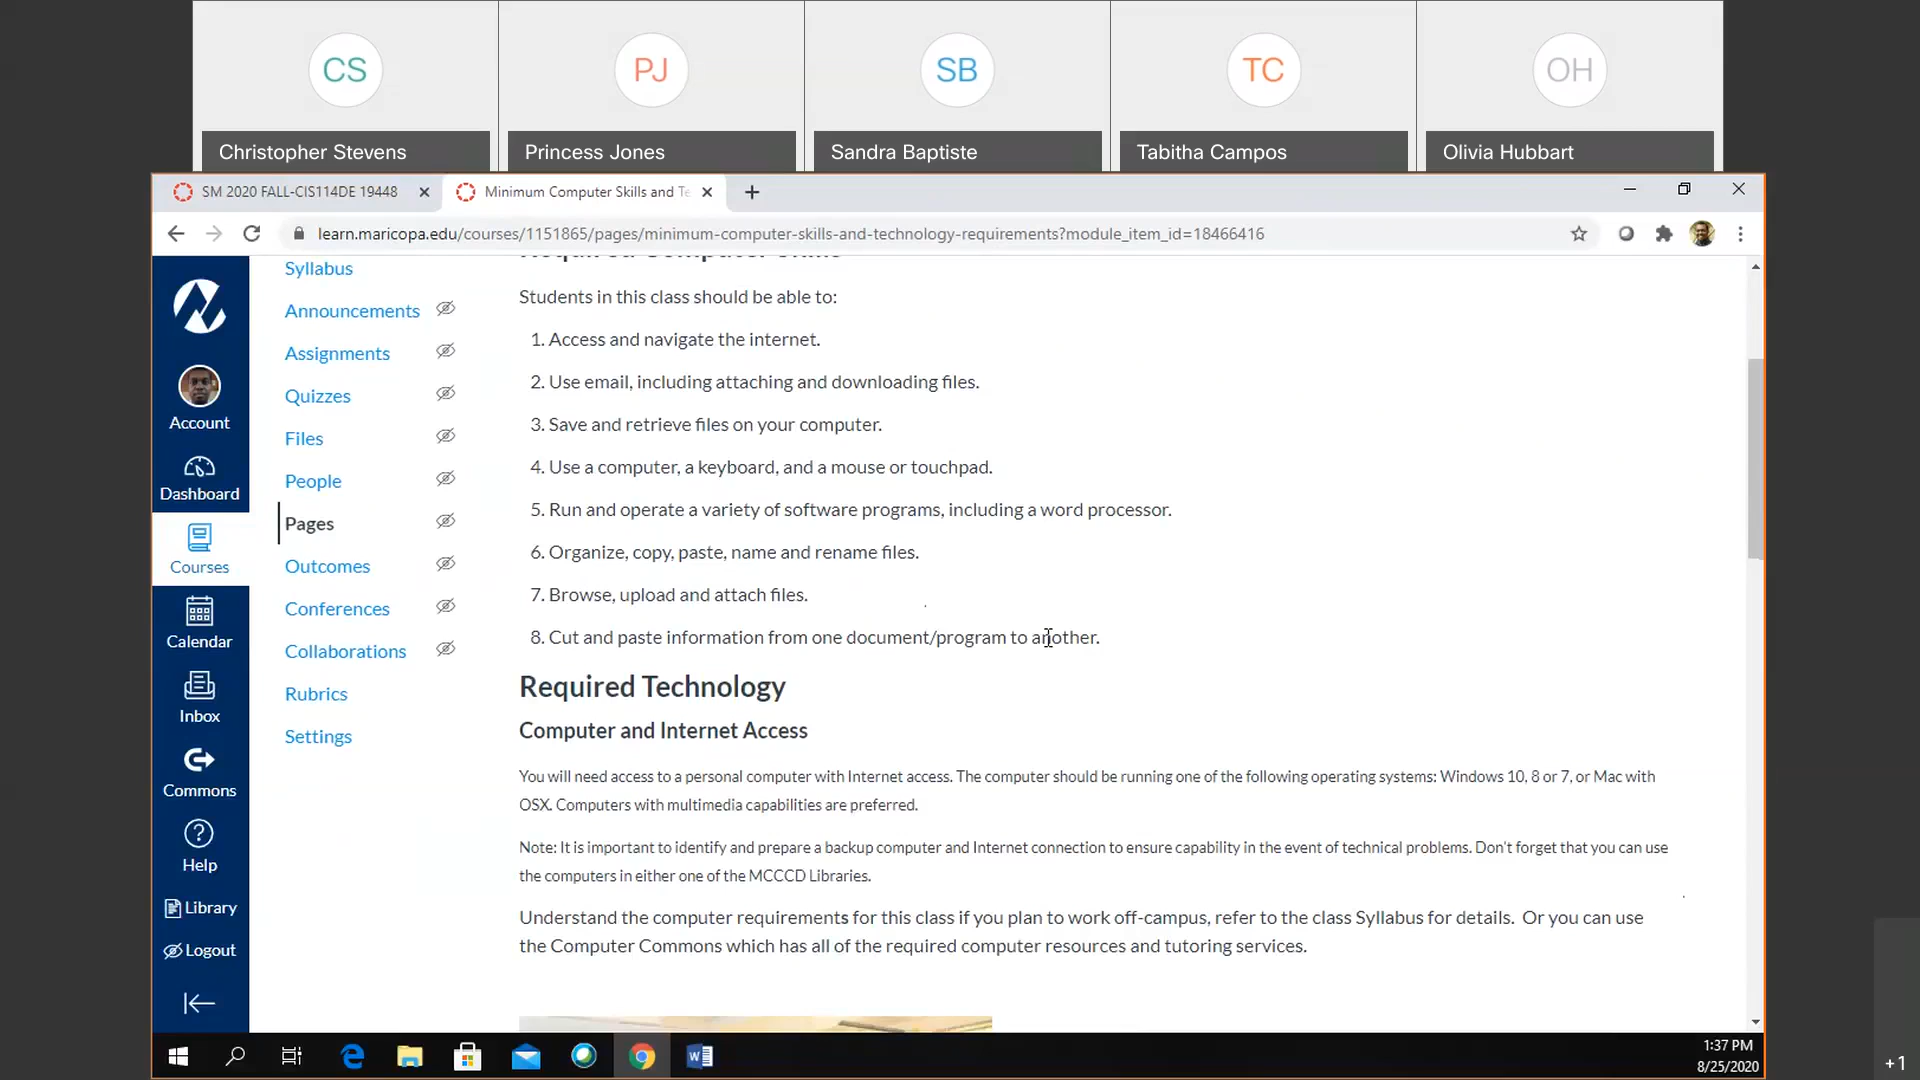 CS
PJ
SB
TC
OH
Christopher Stevens
Princess Jones
Sandra Baptiste
Tabitha Campos
Olivia Hubbart
SM 2020 FALL-CIS114DE 19448
Minimum Computer Skills and Te
learn.maricopa.edu/courses/1151865/pages/minimum-computer-skills-and-technology-requirements?module_item_id=18466416
Account
Dashboard
Courses
Calendar
Inbox
Commons
Help
Library
Logout
Syllabus
Announcements
Assignments
Quizzes
Files
People
Pages
Outcomes
Conferences
Collaborations
Rubrics
Settings
Required Computer Skills
Students in this class should be able to:
1. Access and navigate the internet.
2. Use email, including attaching and downloading files.
3. Save and retrieve files on your computer.
4. Use a computer, a keyboard, and a mouse or touchpad.
5. Run and operate a variety of software programs, including a word processor.
6. Organize, copy, paste, name and rename files.
7. Browse, upload and attach files.
8. Cut and paste information from one document/program to another.
Required Technology
Computer and Internet Access
You will need access to a personal computer with Internet access. The computer should be running one of the following operating systems: Windows 10, 8 or 7, or Mac with
OSX. Computers with multimedia capabilities are preferred.
Note: It is important to identify and prepare a backup computer and Internet connection to ensure capability in the event of technical problems. Don't forget that you can use
the computers in either one of the MCCCD Libraries.
Understand the computer requirements for this class if you plan to work off-campus, refer to the class Syllabus for details. Or you can use
the Computer Commons which has all of the required computer resources and tutoring services.
1:37 PM
8/25/2020
+1